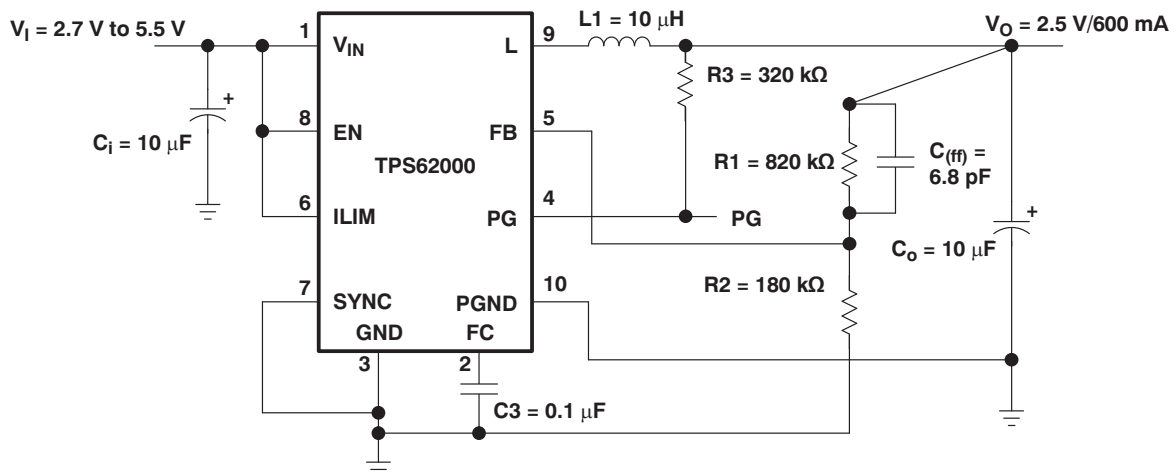 V_I = 2.7 V to 5.5 V
L1 = 10 μH
V_O = 2.5 V/600 mA
1
V_IN
L
9
R3 = 320 kΩ
+
C_i = 10 μF
8
EN
FB
5
TPS62000
R1 = 820 kΩ
C_(ff) =
6.8 pF
6
ILIM
PG
4
PG
+
C_o = 10 μF
7
SYNC
PGND
10
R2 = 180 kΩ
GND
FC
3
2
C3 = 0.1 μF